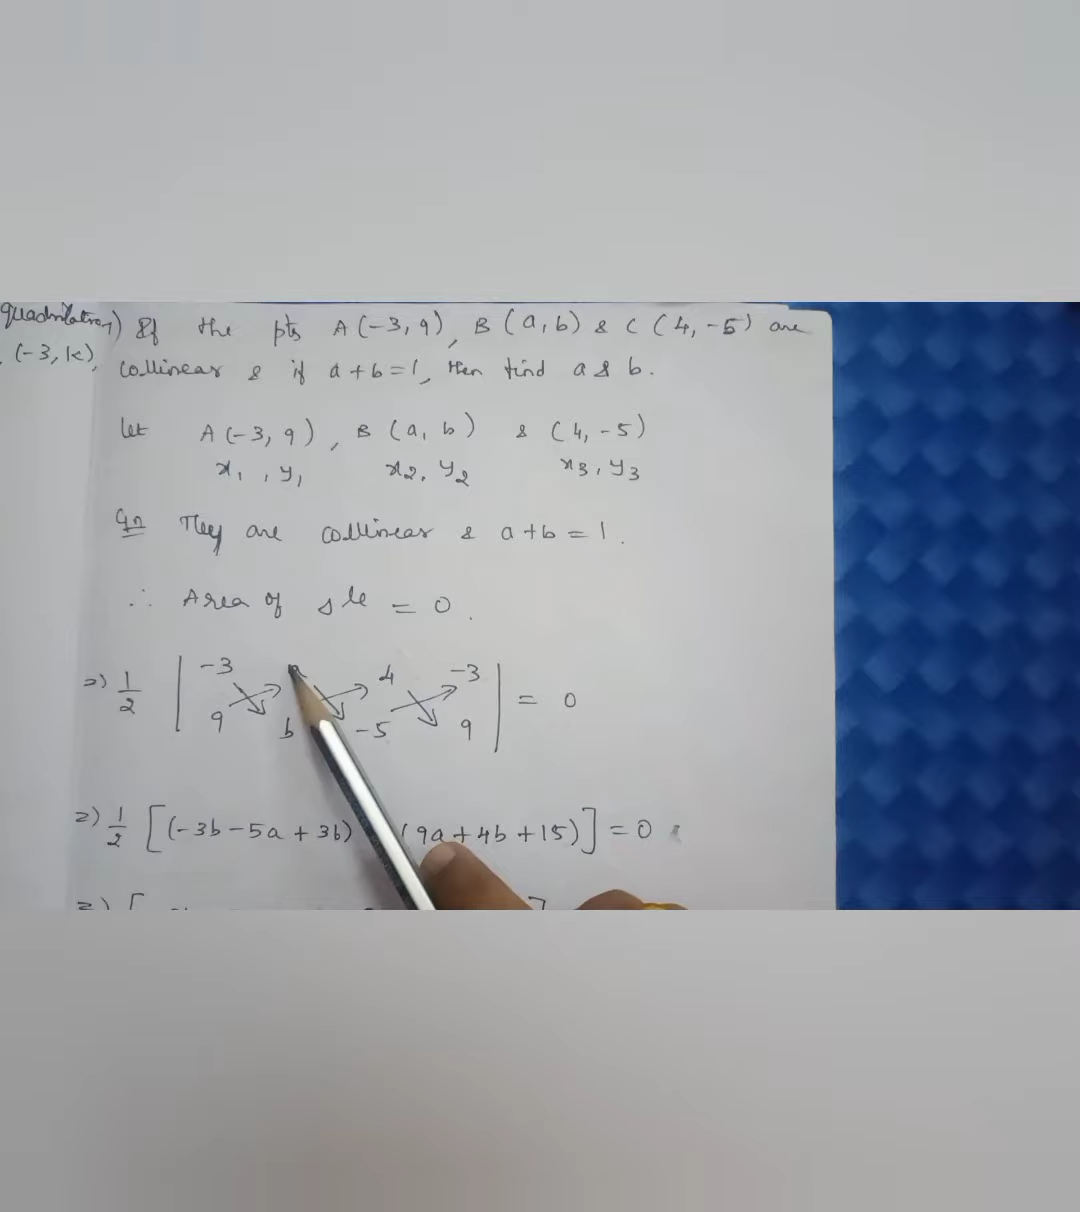 quadrilateral) If the pts A(-3, 9), B(a, b) & C(4, -5) are
(-3, k), collinear & if a+b=1, then find a & b.
let A(-3, 9), B(a, b) & (4, -5)
x₁, y₁ x₂, y₂ x₃, y₃
Gn They are collinear & a+b=1.
∴ Area of Δle = 0.
⇒) 1/2 | -3 4 -3 | = 0
9 b -5 9
⇒) 1/2 [(-3b-5a+3b) (9a+4b+15)] = 0
⇒) [ ]